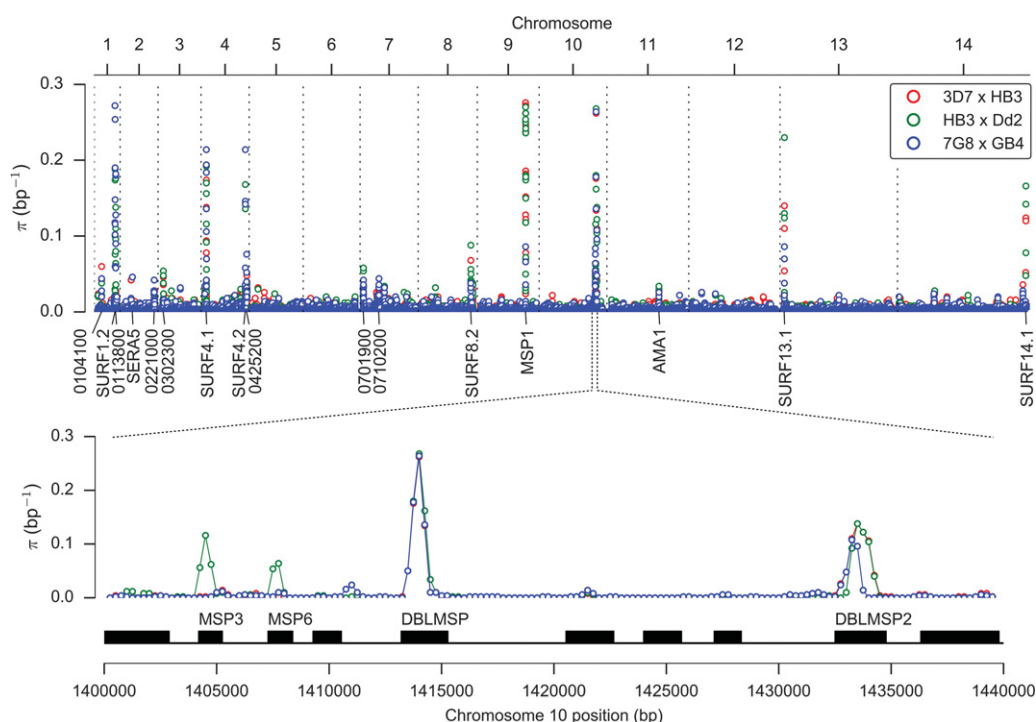 Chromosome
1 2 3 4 5 6 7 8 9 10 11 12 13 14
0.3
0.2
0.1
0.0
π (bp⁻¹)
3D7 x HB3
HB3 x Dd2
7G8 x GB4
0104100
SURF1.2
0113800
SERA5
0221000
0302300
SURF4.1
SURF4.2
0425200
0701900
0710200
SURF8.2
MSP1
AMA1
SURF13.1
SURF14.1
0.3
0.2
0.1
0.0
π (bp⁻¹)
MSP3 MSP6 DBLMSP DBLMSP2
1400000 1405000 1410000 1415000 1420000 1425000 1430000 1435000 1440000
Chromosome 10 position (bp)